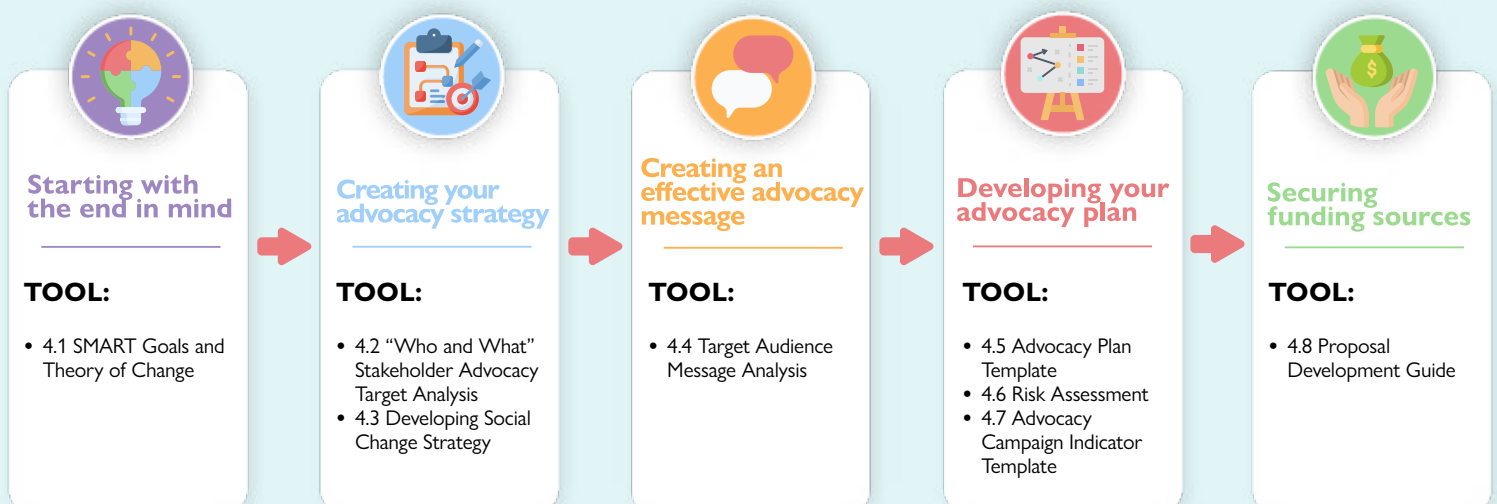 Starting with
the end in mind
TOOL:
• 4.1 SMART Goals and
Theory of Change
Creating your
advocacy strategy
TOOL:
• 4.2 “Who and What”
Stakeholder Advocacy
Target Analysis
• 4.3 Developing Social
Change Strategy
Creating an
effective advocacy
message
TOOL:
• 4.4 Target Audience
Message Analysis
Developing your
advocacy plan
TOOL:
• 4.5 Advocacy Plan
Template
• 4.6 Risk Assessment
• 4.7 Advocacy
Campaign Indicator
Template
$
Securing
funding sources
TOOL:
• 4.8 Proposal
Development Guide